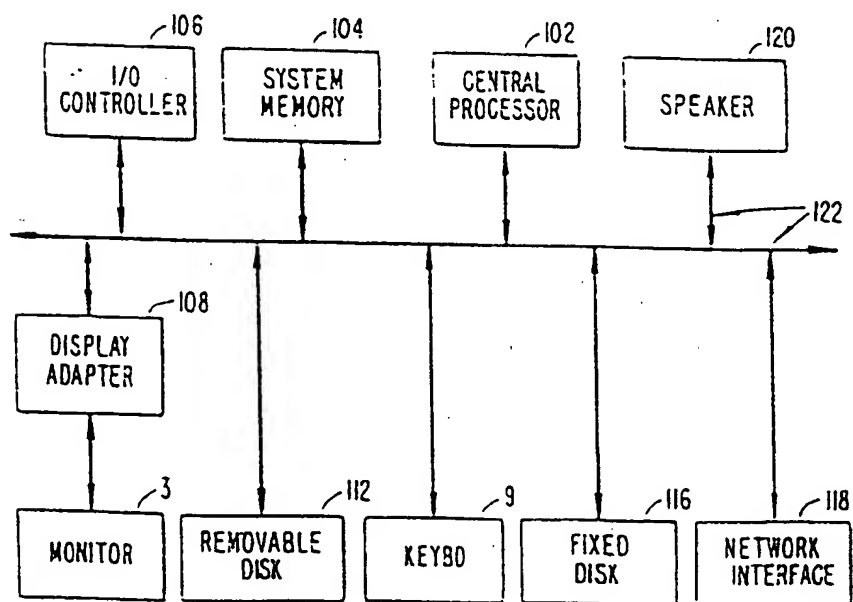 106
I/O
CONTROLLER
104
SYSTEM
MEMORY
102
CENTRAL
PROCESSOR
120
SPEAKER
122
108
DISPLAY
ADAPTER
3
MONITOR
112
REMOVABLE
DISK
9
KEYBD
116
FIXED
DISK
118
NETWORK
INTERFACE